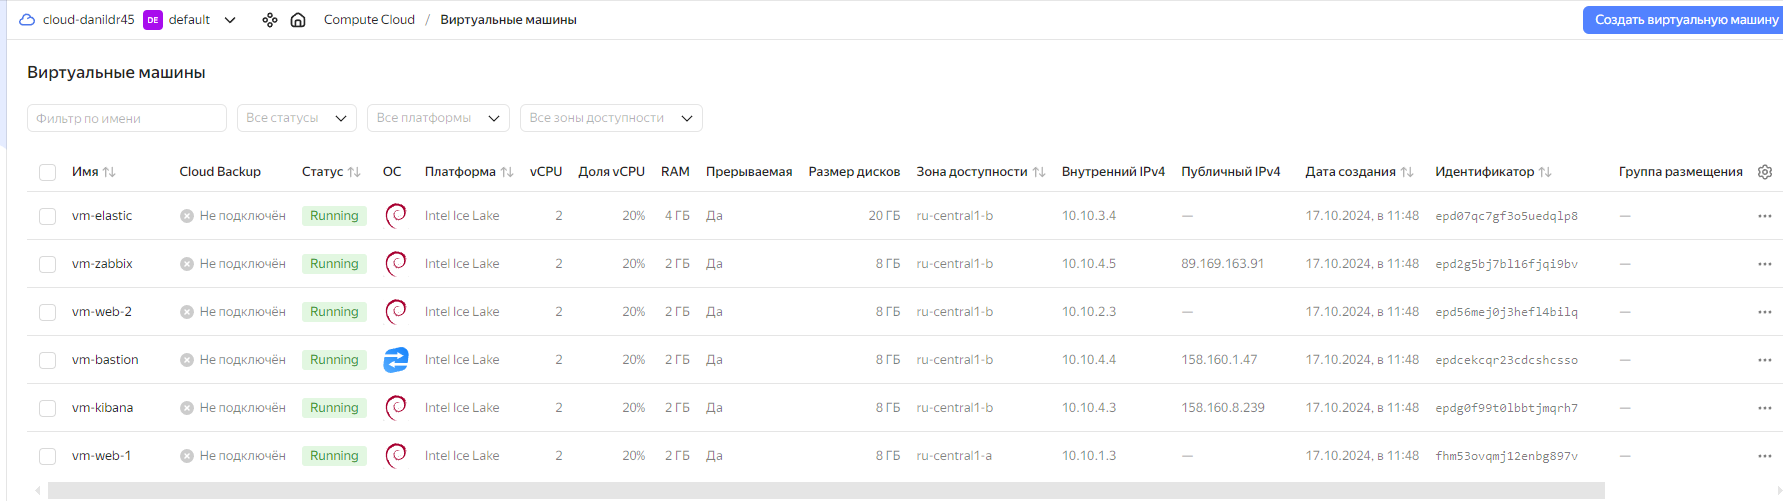 cloud-danildr45 DE default Compute Cloud / Виртуальные машины Создать виртуальную машину
Виртуальные машины
Фильтр по имени Все статусы Все платформы Все зоны доступности
Имя Cloud Backup Статус ОС Платформа vCPU Доля vCPU RAM Прерываемая Размер дисков Зона доступности Внутренний IPv4 Публичный IPv4 Дата создания Идентификатор Группа размещения
vm-elastic Не подключён Running Intel Ice Lake 2 20% 4 ГБ Да 20 ГБ ru-central1-b 10.10.3.4 — 17.10.2024, в 11:48 epd07qc7gf3o5uedqlp8 —
vm-zabbix Не подключён Running Intel Ice Lake 2 20% 2 ГБ Да 8 ГБ ru-central1-b 10.10.4.5 89.169.163.91 17.10.2024, в 11:48 epd2g5bj7bl16fjqi9bv —
vm-web-2 Не подключён Running Intel Ice Lake 2 20% 2 ГБ Да 8 ГБ ru-central1-b 10.10.2.3 — 17.10.2024, в 11:48 epd56mej0j3hefl4bilq —
vm-bastion Не подключён Running Intel Ice Lake 2 20% 2 ГБ Да 8 ГБ ru-central1-b 10.10.4.4 158.160.1.47 17.10.2024, в 11:48 epdcekcqr23cdcshcsso —
vm-kibana Не подключён Running Intel Ice Lake 2 20% 2 ГБ Да 8 ГБ ru-central1-b 10.10.4.3 158.160.8.239 17.10.2024, в 11:48 epdg0f99t0lbbtjmqrh7 —
vm-web-1 Не подключён Running Intel Ice Lake 2 20% 2 ГБ Да 8 ГБ ru-central1-a 10.10.1.3 — 17.10.2024, в 11:48 fhm53ovqmj12enbg897v —